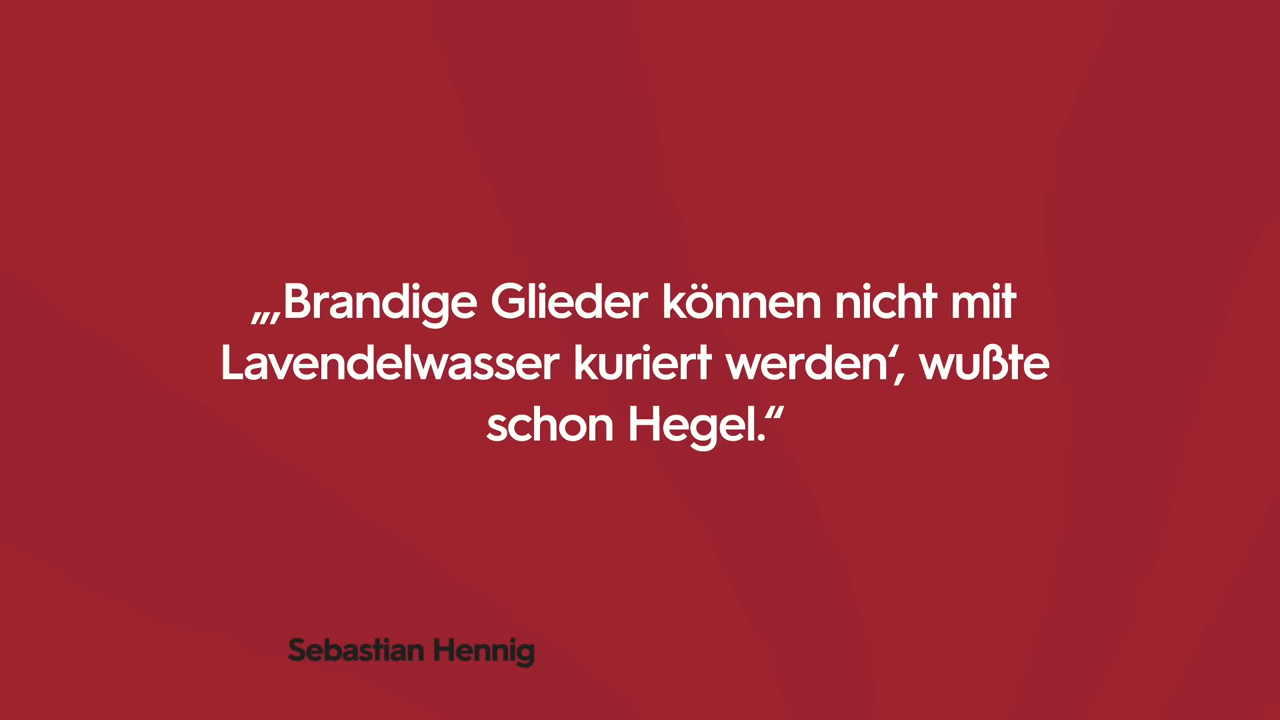 „‚Brandige Glieder können nicht mit
Lavendelwasser kuriert werden‘, wußte
schon Hegel.“
Sebastian Hennig